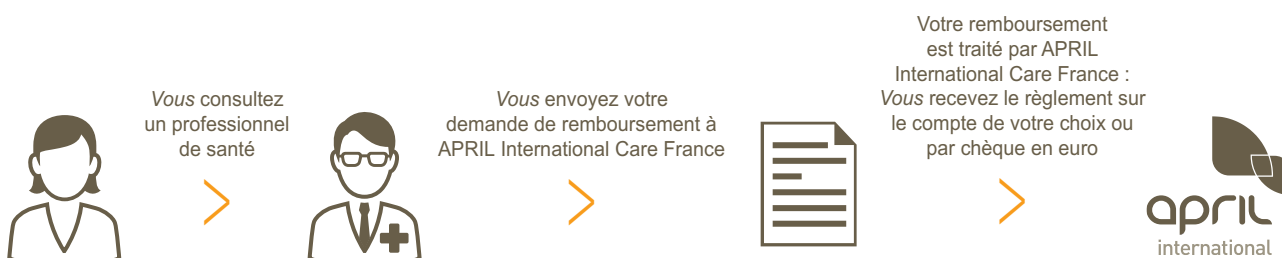 Vous consultez
un professionnel
de santé
Vous envoyez votre
demande de remboursement à
APRIL International Care France
Votre remboursement
est traité par APRIL
International Care France :
Vous recevez le règlement sur
le compte de votre choix ou
par chèque en euro
april
international